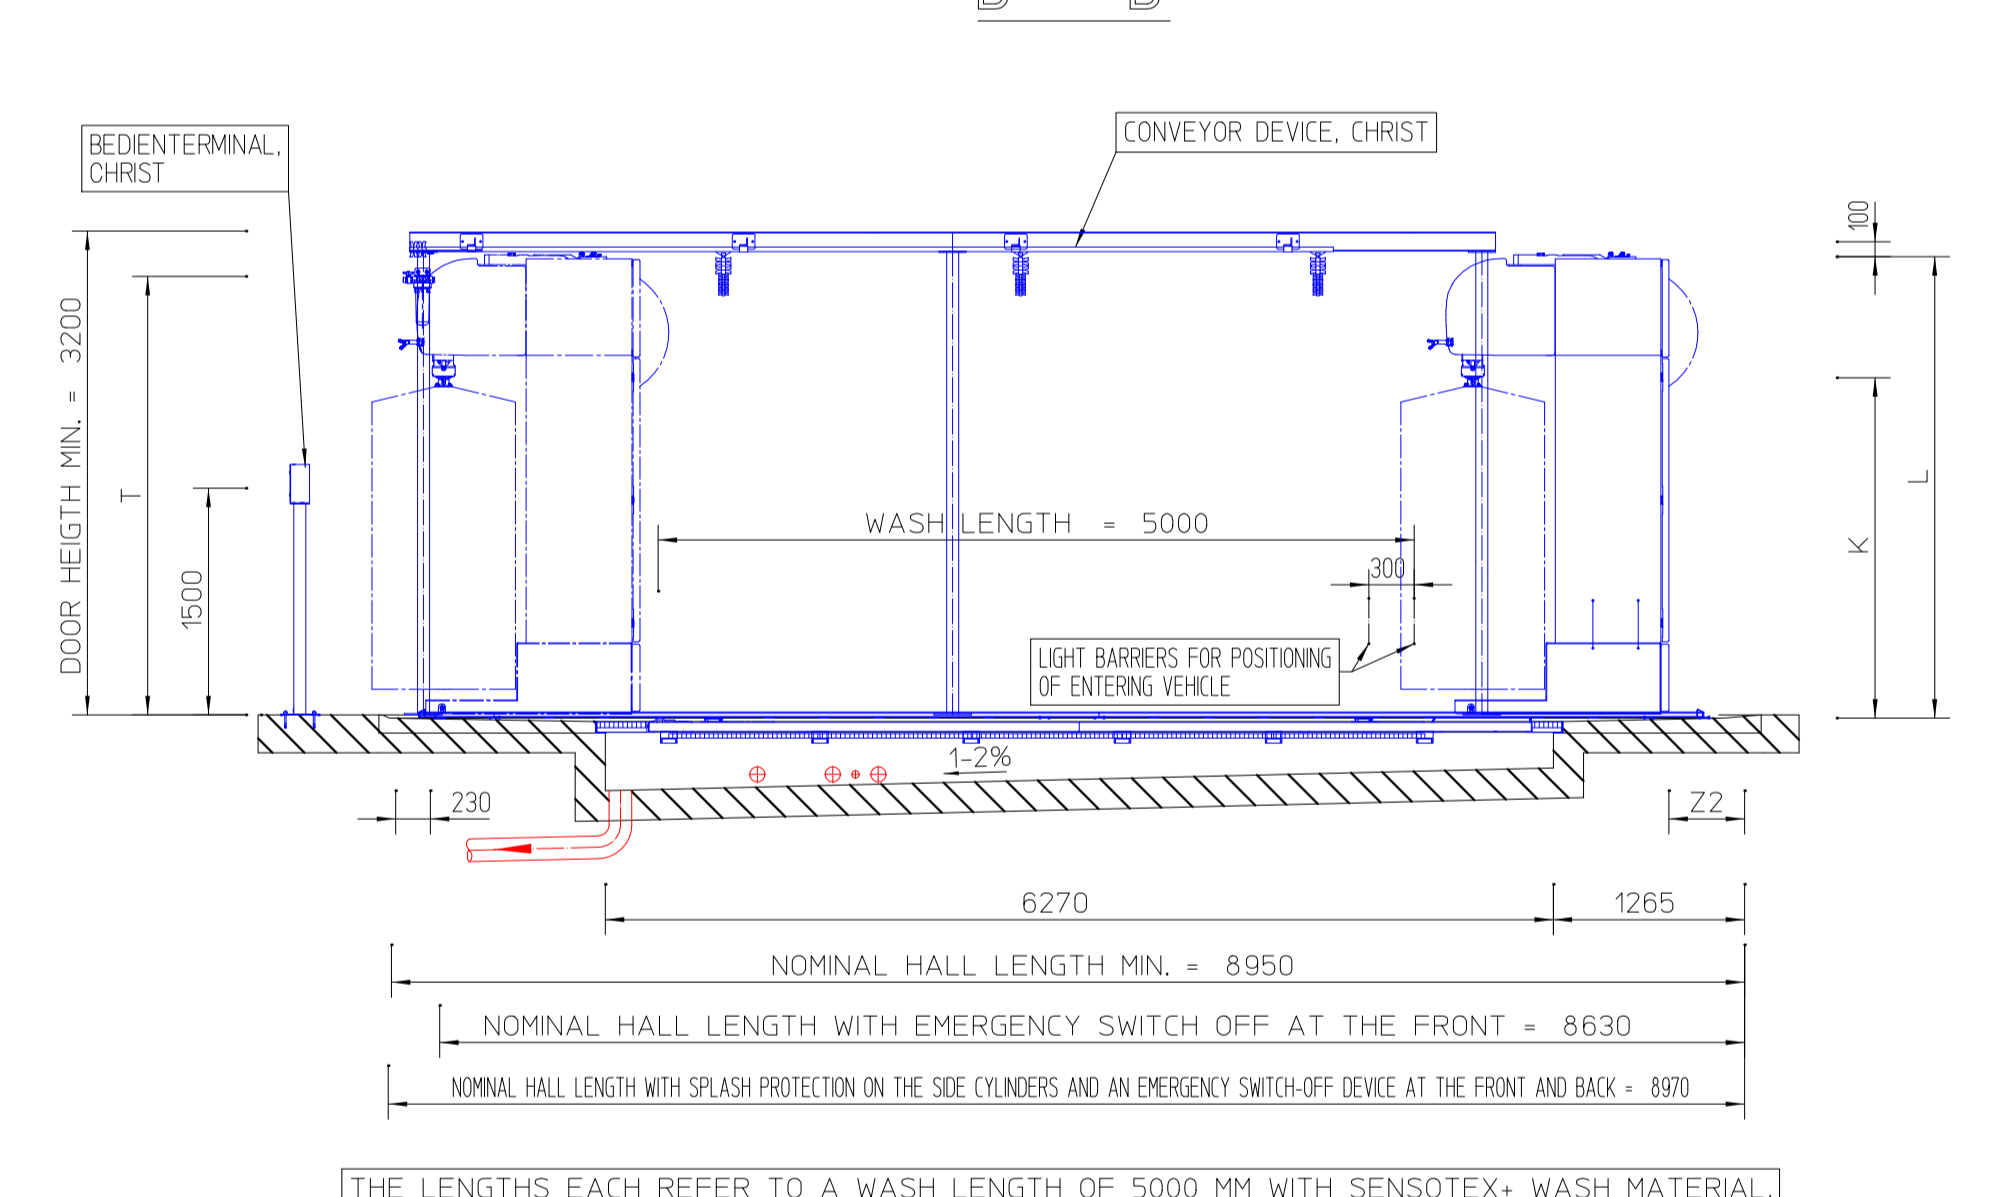 BEDIENTERMINAL,
CHRIST
CONVEYOR DEVICE, CHRIST
100
DOOR HEIGTH MIN. = 3200
T
1500
WASH LENGTH = 5000
300
LIGHT BARRIERS FOR POSITIONING
OF ENTERING VEHICLE
K
L
1-2%
230
Z2
6270
1265
NOMINAL HALL LENGTH MIN. = 8950
NOMINAL HALL LENGTH WITH EMERGENCY SWITCH OFF AT THE FRONT = 8630
NOMINAL HALL LENGTH WITH SPLASH PROTECTION ON THE SIDE CYLINDERS AND AN EMERGENCY SWITCH-OFF DEVICE AT THE FRONT AND BACK = 8970
THE LENGTHS EACH REFER TO A WASH LENGTH OF 5000 MM WITH SENSOTEX+ WASH MATERIAL.